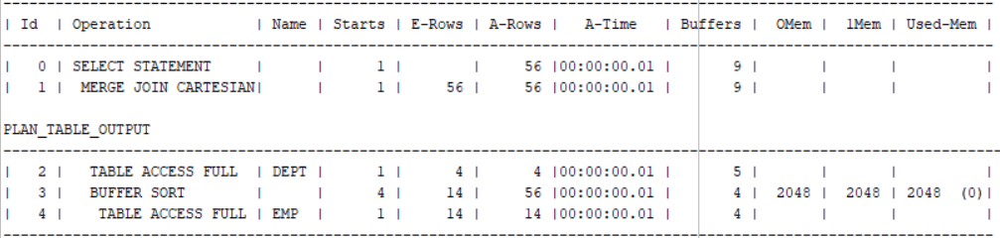 | Id  | Operation            | Name | Starts | E-Rows | A-Rows |   A-Time   | Buffers |  OMem |  1Mem | Used-Mem |
|   0 | SELECT STATEMENT     |      |      1 |        |     56 |00:00:00.01 |       9 |       |       |          |
|   1 |  MERGE JOIN CARTESIAN|      |      1 |     56 |     56 |00:00:00.01 |       9 |       |       |          |
PLAN_TABLE_OUTPUT
|   2 |   TABLE ACCESS FULL  | DEPT |      1 |      4 |      4 |00:00:00.01 |       5 |       |       |          |
|   3 |   BUFFER SORT        |      |      4 |     14 |     56 |00:00:00.01 |       4 |  2048 |  2048 | 2048  (0)|
|   4 |    TABLE ACCESS FULL | EMP  |      1 |     14 |     14 |00:00:00.01 |       4 |       |       |          |